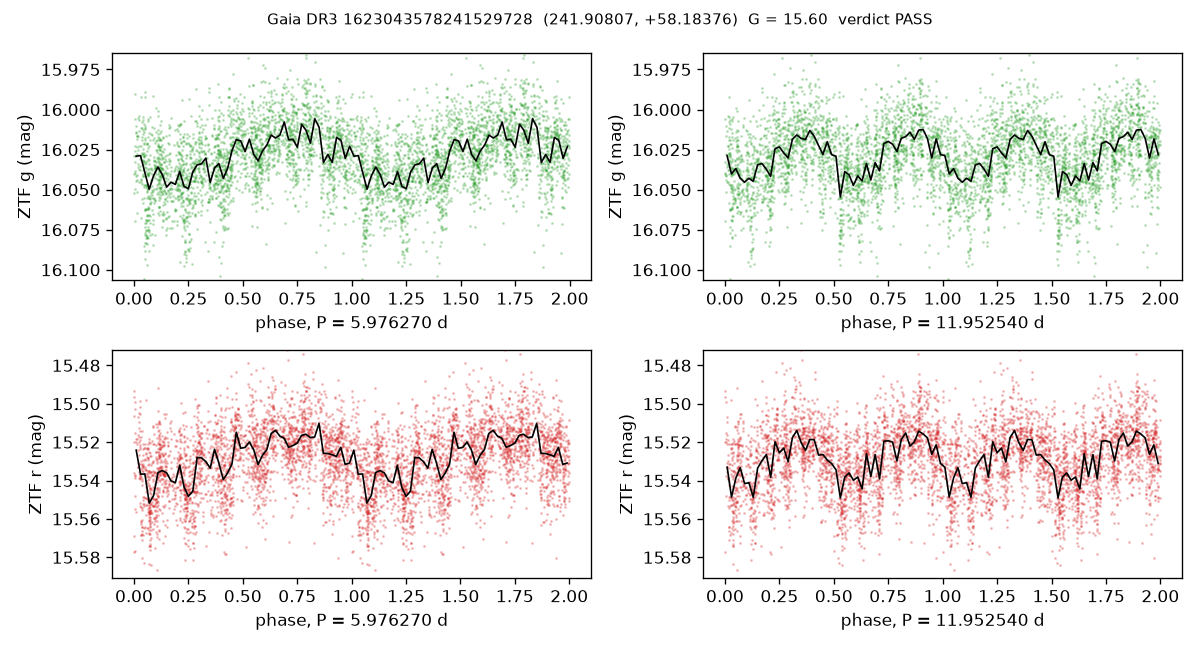 Gaia DR3 1623043578241529728 (241.90807, +58.18376) G = 15.60 verdict PASS
ZTF g (mag)
15.975
16.000
16.025
16.050
16.075
16.100
0.00 0.25 0.50 0.75 1.00 1.25 1.50 1.75 2.00
phase, P = 5.976270 d
ZTF g (mag)
15.975
16.000
16.025
16.050
16.075
16.100
0.00 0.25 0.50 0.75 1.00 1.25 1.50 1.75 2.00
phase, P = 11.952540 d
ZTF r (mag)
15.48
15.50
15.52
15.54
15.56
15.58
0.00 0.25 0.50 0.75 1.00 1.25 1.50 1.75 2.00
phase, P = 5.976270 d
ZTF r (mag)
15.48
15.50
15.52
15.54
15.56
15.58
0.00 0.25 0.50 0.75 1.00 1.25 1.50 1.75 2.00
phase, P = 11.952540 d